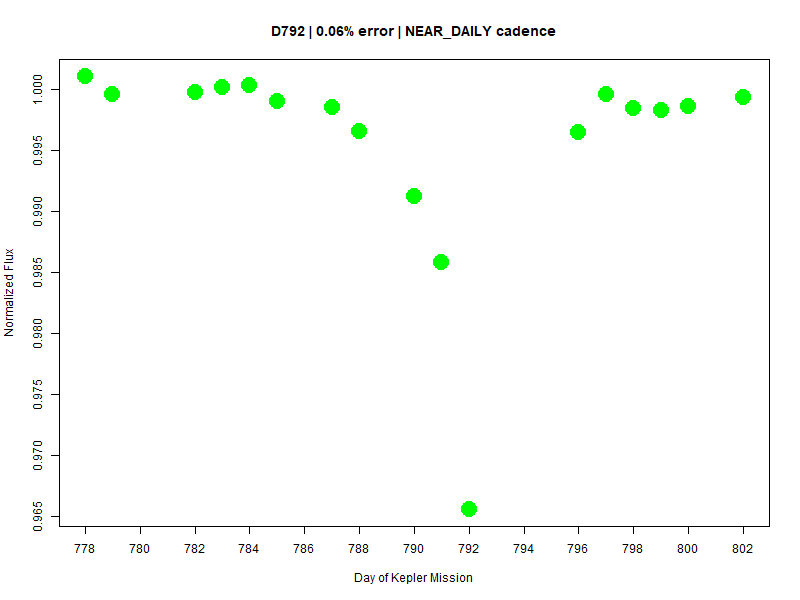 D792 | 0.06% error | NEAR_DAILY cadence
1.000
0.995
0.990
0.985
0.980
0.975
0.970
0.965
Normalized Flux
778 780 782 784 786 788 790 792 794 796 798 800 802
Day of Kepler Mission